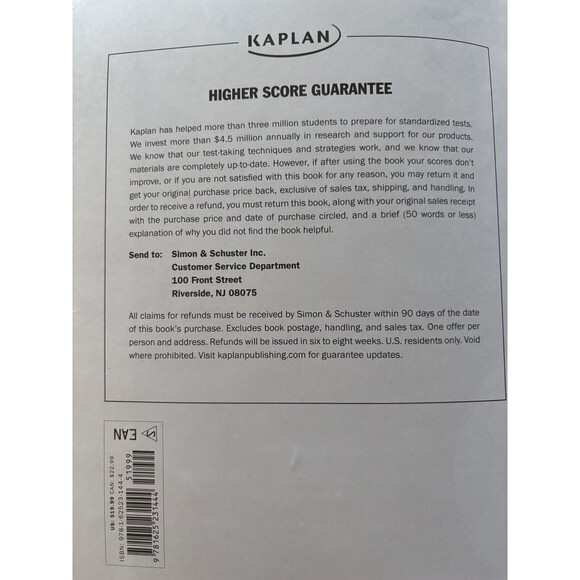 KAPLAN
HIGHER SCORE GUARANTEE
Kaplan has helped more than three million students to prepare for standardized tests.
We invest more than $4.5 million annually in research and support for our products.
We know that our test-taking techniques and strategies work, and we know that our
materials are completely up-to-date. However, if after using the book your scores don't
improve, or if you are not satisfied with this book for any reason, you may return it and
get your original purchase price back, exclusive of sales tax, shipping, and handling. In
order to receive a refund, you must return this book, along with your original sales receipt
with the purchase price and date of purchase circled, and a brief (50 words or less)
explanation of why you did not find the book helpful.
Send to: Simon & Schuster Inc.
Customer Service Department
100 Front Street
Riverside, NJ 08075
All claims for refunds must be received by Simon & Schuster within 90 days of the date
of this book's purchase. Excludes book postage, handling, and sales tax. One offer per
person and address. Refunds will be issued in six to eight weeks. U.S. residents only. Void
where prohibited. Visit kaplanpublishing.com for guarantee updates.
EAN
ISBN: 978-1-62523-144-4
US: $19.99 CAN: $22.99
51999
9 781625 231444